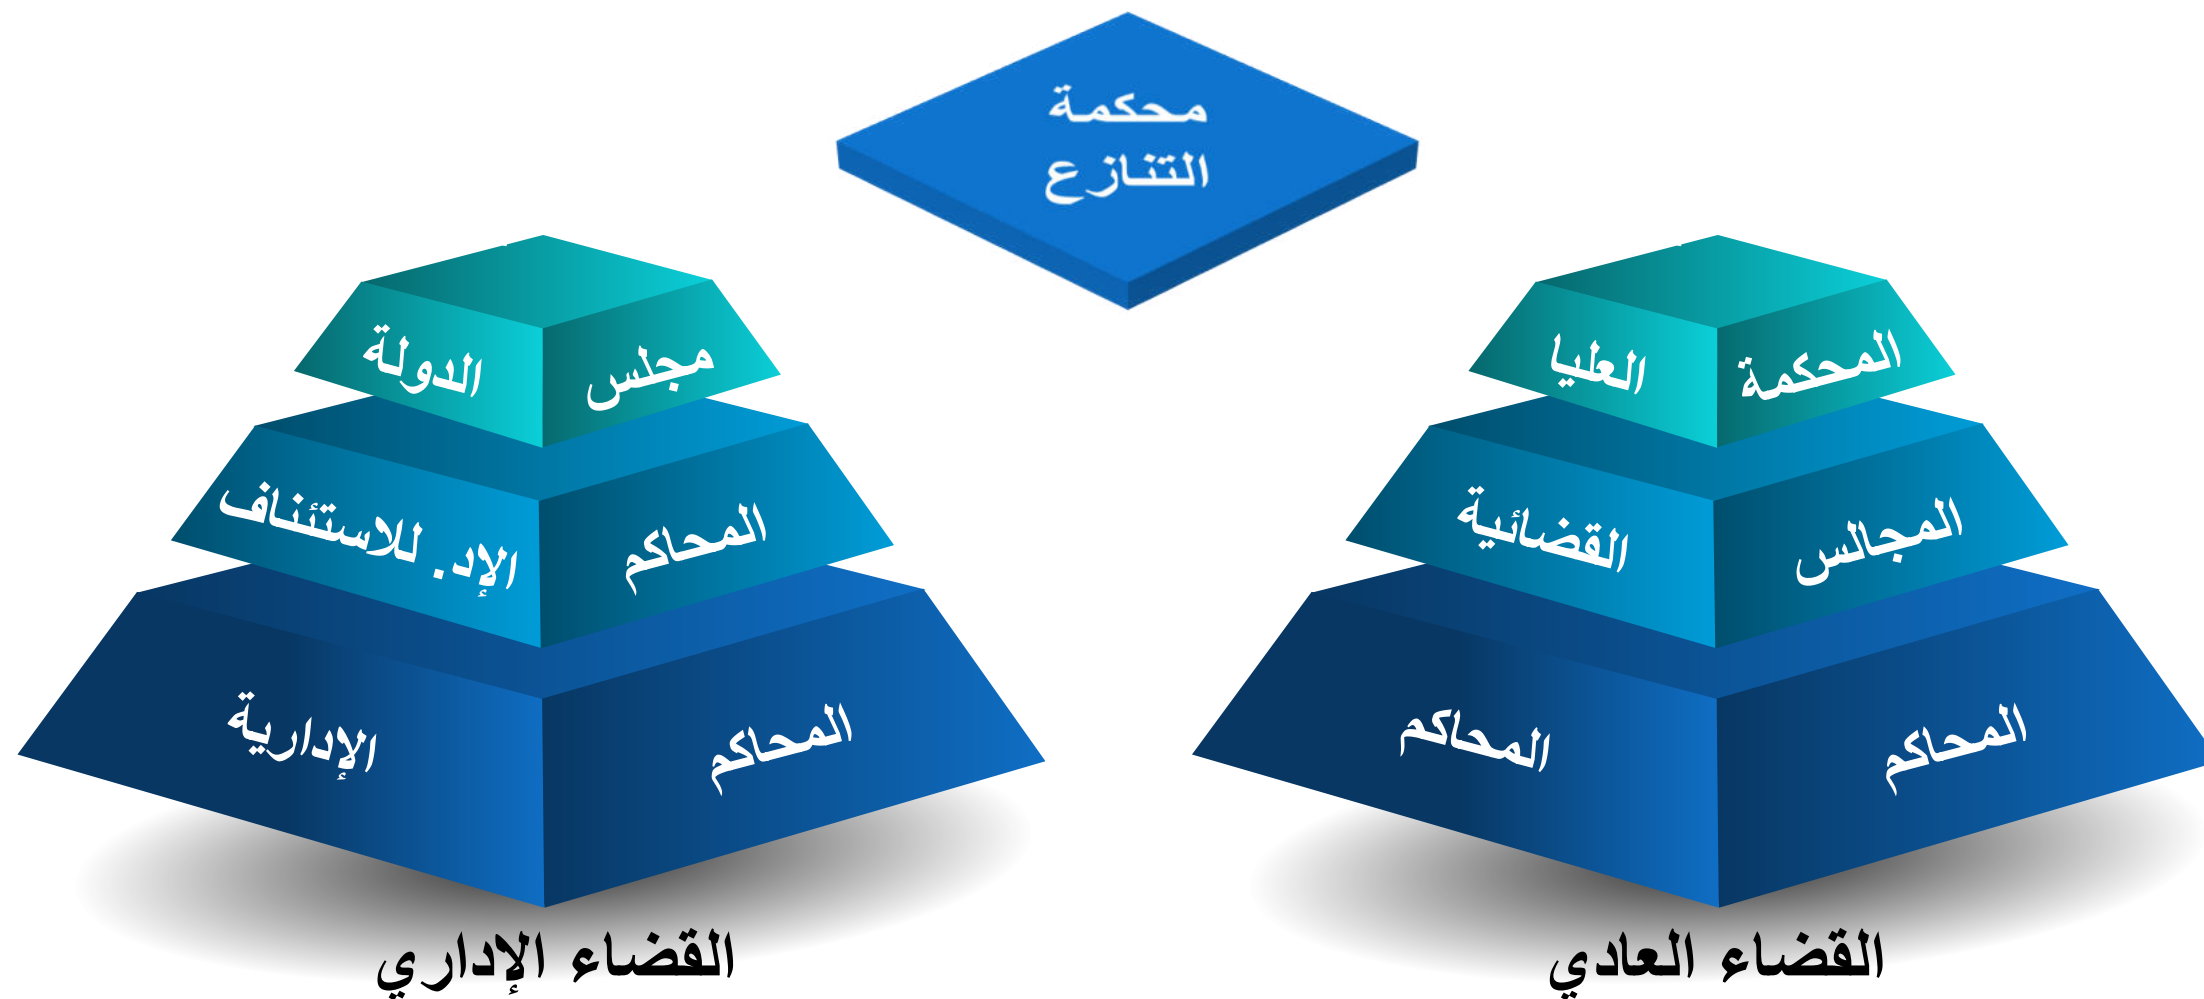 محكمة
التنازع
المحكمة العليا
المجالس القضائية
المحاكم المحاكم
القضاء العادي
مجلس الدولة
المحاكم الإد. للاستئناف
المحاكم الإدارية
القضاء الإداري